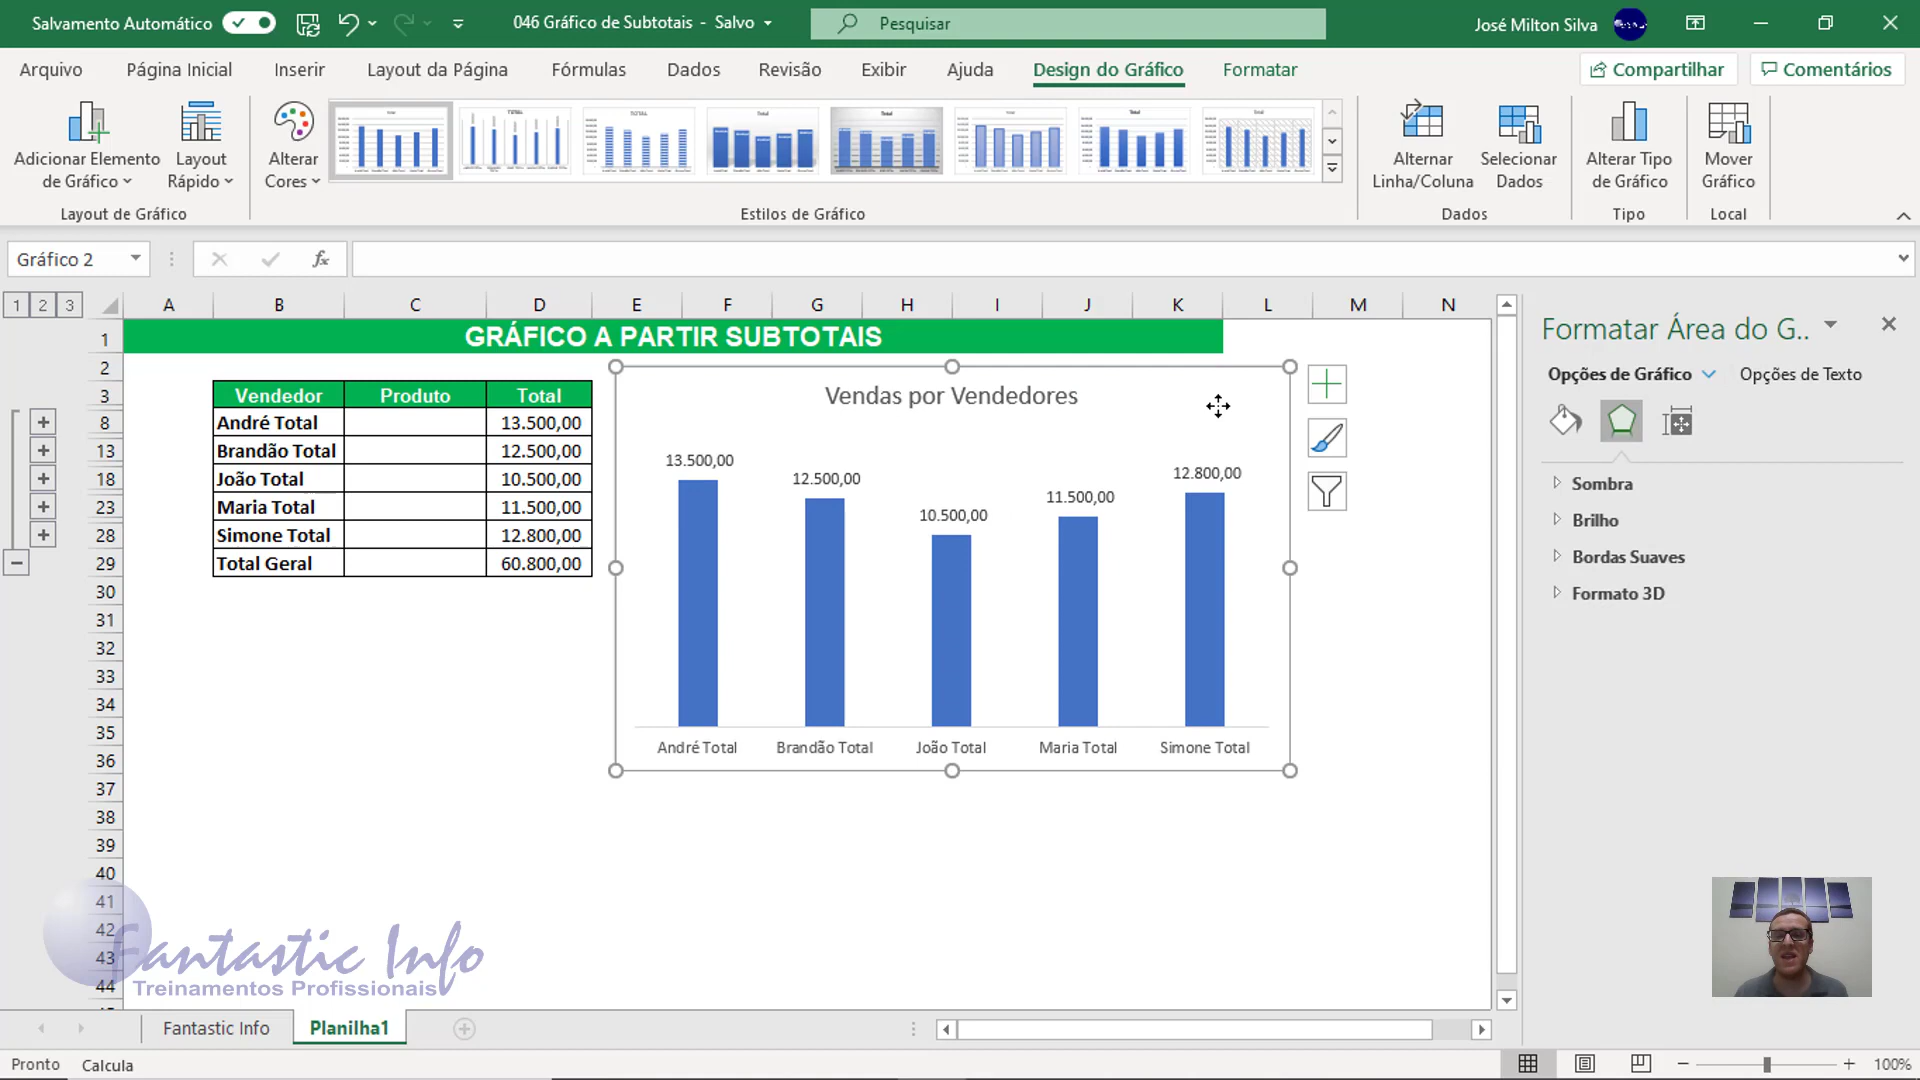 Salvamento Automático
046 Gráfico de Subtotais - Salvo
Pesquisar
José Milton Silva
Arquivo
Página Inicial
Inserir
Layout da Página
Fórmulas
Dados
Revisão
Exibir
Ajuda
Design do Gráfico
Formatar
Compartilhar
Comentários
Adicionar Elemento
de Gráfico
Layout
Rápido
Alterar
Cores
Alternar
Linha/Coluna
Selecionar
Dados
Alterar Tipo
de Gráfico
Mover
Gráfico
Layout de Gráfico
Estilos de Gráfico
Dados
Tipo
Local
Gráfico 2
fx
1 2 3
A B C D E F G H I J K L M N
1 GRÁFICO A PARTIR SUBTOTAIS
2
3 Vendedor Produto Total
8 André Total 13.500,00
13 Brandão Total 12.500,00
18 João Total 10.500,00
23 Maria Total 11.500,00
28 Simone Total 12.800,00
29 Total Geral 60.800,00
30
31
32
33
34
35
36
37
38
39
40
41
42
43
44
Vendas por Vendedores
13.500,00
12.500,00
10.500,00
11.500,00
12.800,00
André Total
Brandão Total
João Total
Maria Total
Simone Total
Formatar Área do G..
Opções de Gráfico
Opções de Texto
Sombra
Brilho
Bordas Suaves
Formato 3D
Fantastic Info
Treinamentos Profissionais
Fantastic Info
Planilha1
Pronto
Calcula
100%